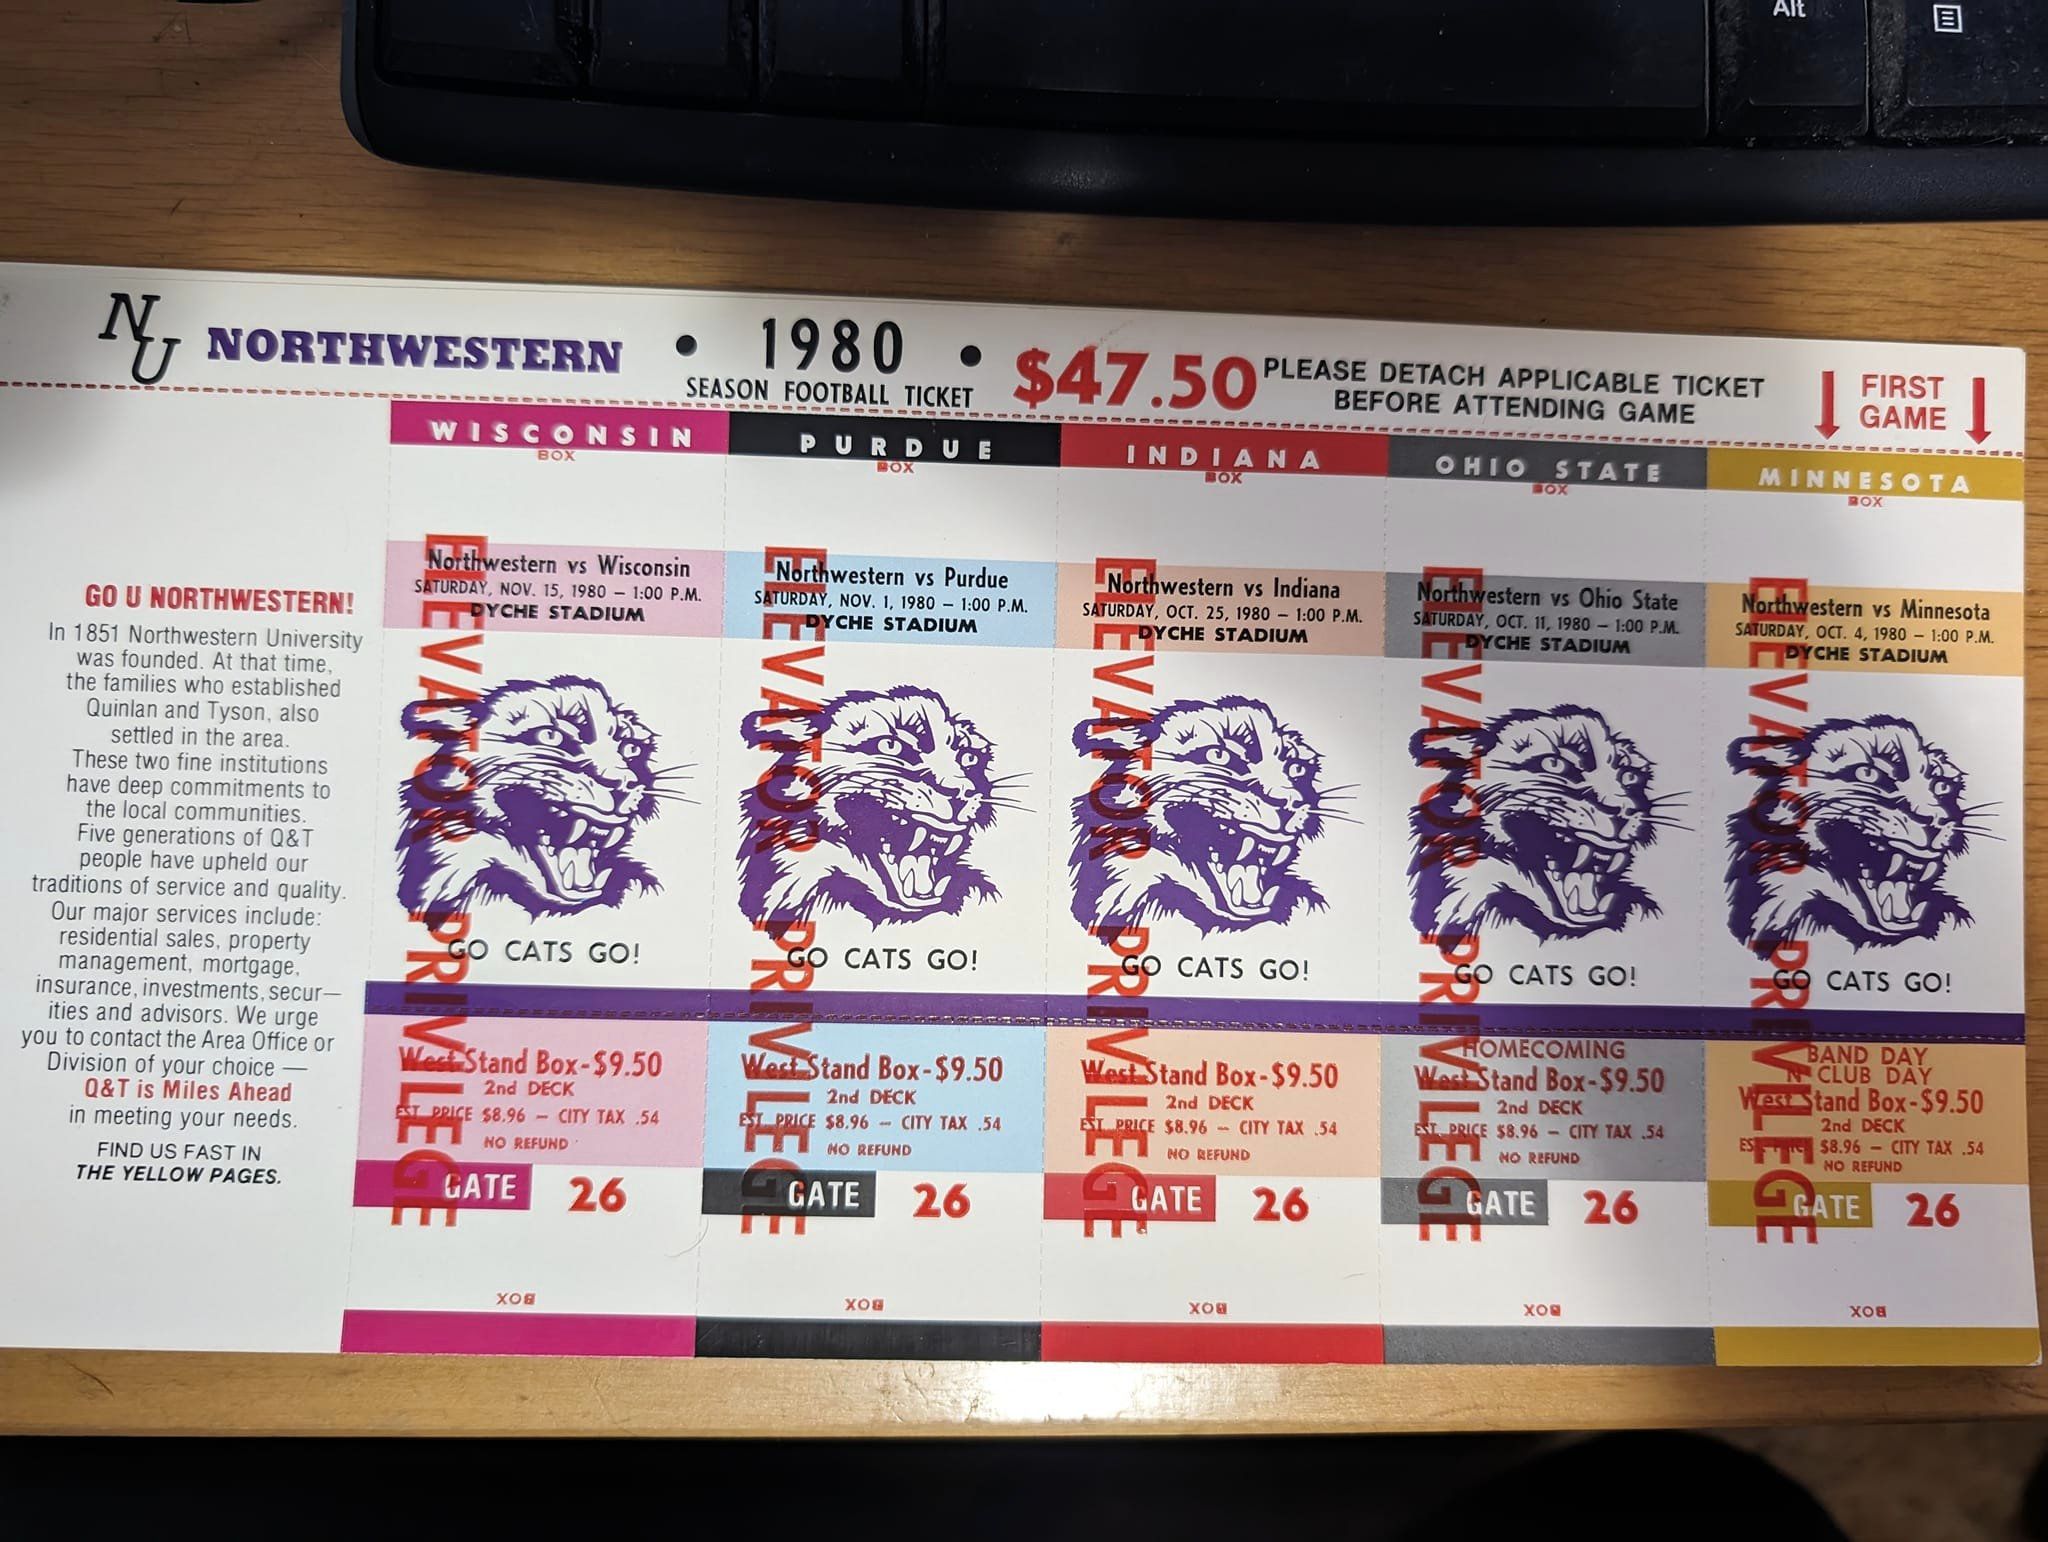 Alt
NU NORTHWESTERN • 1980 •
SEASON FOOTBALL TICKET
$47.50
PLEASE DETACH APPLICABLE TICKET
BEFORE ATTENDING GAME
FIRST
GAME
GO U NORTHWESTERN!
In 1851 Northwestern University
was founded. At that time,
the families who established
Quinlan and Tyson, also
settled in the area.
These two fine institutions
have deep commitments to
the local communities.
Five generations of Q&T
people have upheld our
traditions of service and quality.
Our major services include:
residential sales, property
management, mortgage,
insurance, investments, secur—
ities and advisors. We urge
you to contact the Area Office or
Division of your choice —
Q&T is Miles Ahead
in meeting your needs.
FIND US FAST IN
THE YELLOW PAGES.
WISCONSIN
BOX
Northwestern vs Wisconsin
SATURDAY, NOV. 15, 1980 – 1:00 P.M.
DYCHE STADIUM
ELEVATOR PRIVILEGE
GO CATS GO!
West Stand Box-$9.50
2nd DECK
EST. PRICE $8.96 – CITY TAX .54
NO REFUND
GATE 26
BOX
PURDUE
BOX
Northwestern vs Purdue
SATURDAY, NOV. 1, 1980 – 1:00 P.M.
DYCHE STADIUM
ELEVATOR PRIVILEGE
GO CATS GO!
West Stand Box-$9.50
2nd DECK
EST. PRICE $8.96 – CITY TAX .54
NO REFUND
GATE 26
BOX
INDIANA
BOX
Northwestern vs Indiana
SATURDAY, OCT. 25, 1980 – 1:00 P.M.
DYCHE STADIUM
ELEVATOR PRIVILEGE
GO CATS GO!
West Stand Box-$9.50
2nd DECK
EST. PRICE $8.96 – CITY TAX .54
NO REFUND
GATE 26
BOX
OHIO STATE
BOX
Northwestern vs Ohio State
SATURDAY, OCT. 11, 1980 – 1:00 P.M.
DYCHE STADIUM
ELEVATOR PRIVILEGE
GO CATS GO!
HOMECOMING
West Stand Box-$9.50
2nd DECK
EST. PRICE $8.96 – CITY TAX .54
NO REFUND
GATE 26
BOX
MINNESOTA
BOX
Northwestern vs Minnesota
SATURDAY, OCT. 4, 1980 – 1:00 P.M.
DYCHE STADIUM
ELEVATOR PRIVILEGE
GO CATS GO!
BAND DAY
N CLUB DAY
West Stand Box-$9.50
2nd DECK
EST. PRICE $8.96 – CITY TAX .54
NO REFUND
GATE 26
BOX